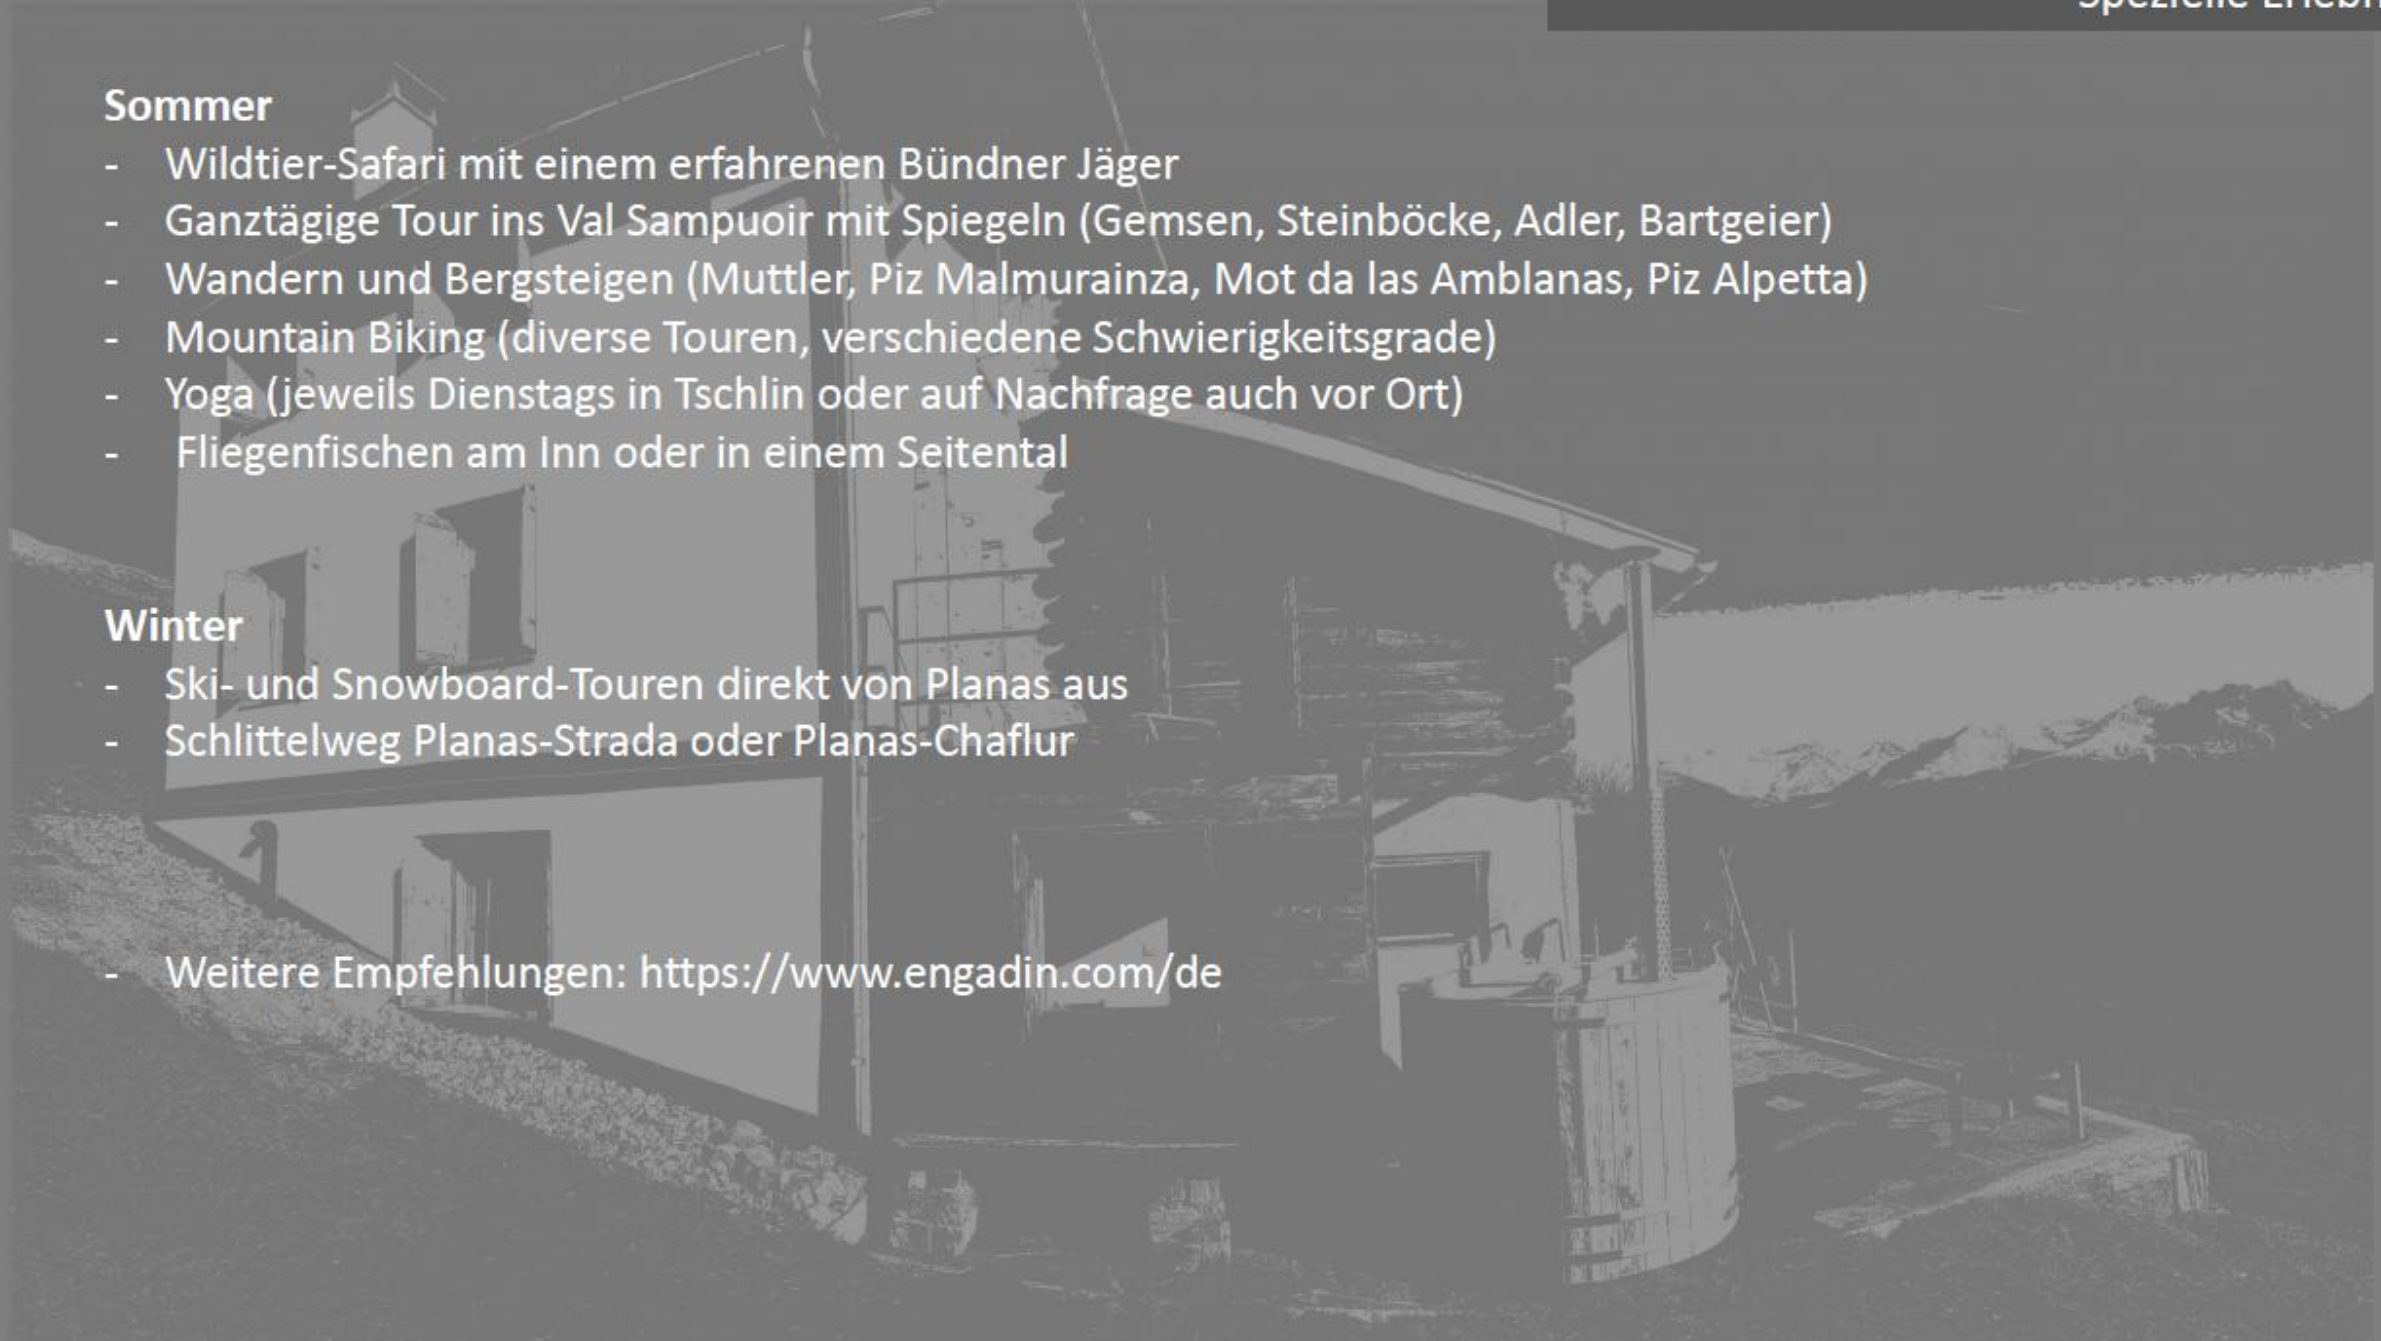 Spezielle
Sommer
- Wildtier-Safari mit einem erfahrenen Bündner Jäger
- Ganztägige Tour ins Val Sampuoir mit Spiegeln (Gemsen, Steinböcke, Adler, Bartgeier)
- Wandern und Bergsteigen (Muttler, Piz Malmurainza, Mot da las Amblanas, Piz Alpetta)
- Mountain Biking (diverse Touren, verschiedene Schwierigkeitsgrade)
- Yoga (jeweils Dienstags in Tschlin oder auf Nachfrage auch vor Ort)
- Fliegenfischen am Inn oder in einem Seitental
Winter
- Ski- und Snowboard-Touren direkt von Planas aus
- Schlittelweg Planas-Strada oder Planas-Chaflur
- Weitere Empfehlungen: https://www.engadin.com/de